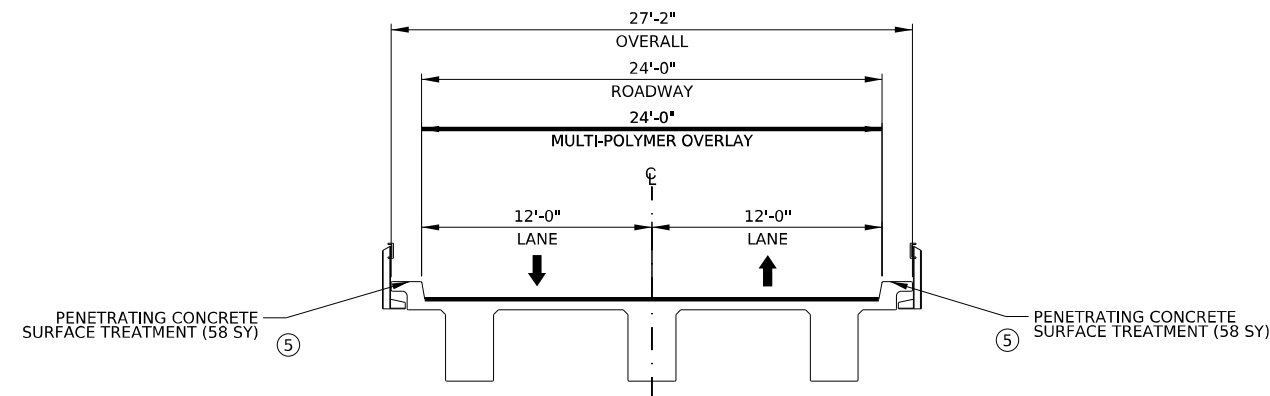 27'-2"
OVERALL
24'-0"
ROADWAY
24'-0"
MULTI-POLYMER OVERLAY
℄
12'-0"
LANE
12'-0"
LANE
PENETRATING CONCRETE
SURFACE TREATMENT (58 SY)
5
PENETRATING CONCRETE
SURFACE TREATMENT (58 SY)
5